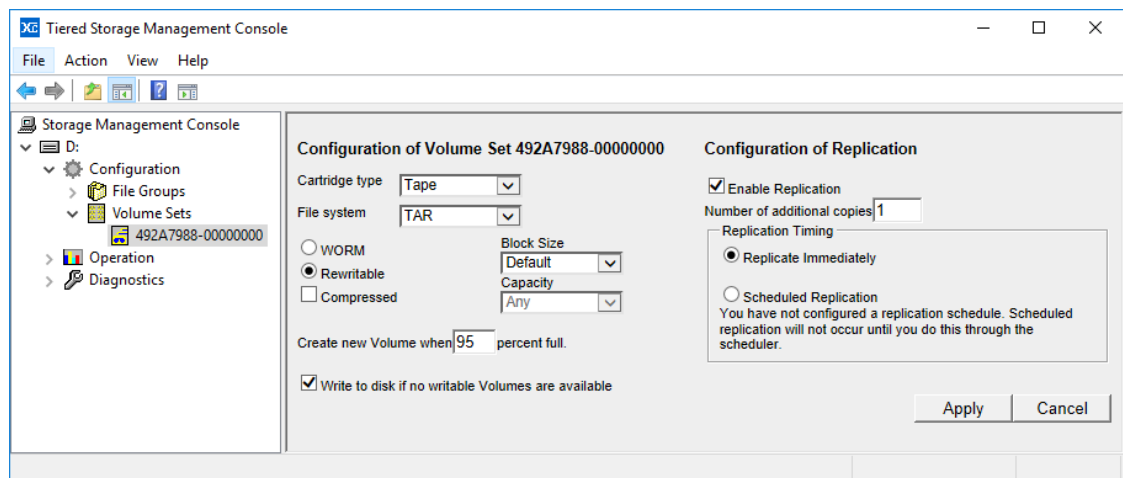 Tiered Storage Management Console
File Action View Help
Storage Management Console
D:
Configuration
File Groups
Volume Sets
492A7988-00000000
Operation
Diagnostics
Configuration of Volume Set 492A7988-00000000
Cartridge type Tape
File system TAR
WORM
Rewritable
Compressed
Block Size
Default
Capacity
Any
Create new Volume when 95 percent full.
Write to disk if no writable Volumes are available
Configuration of Replication
Enable Replication
Number of additional copies 1
Replication Timing
Replicate Immediately
Scheduled Replication
You have not configured a replication schedule. Scheduled
replication will not occur until you do this through the
scheduler.
Apply Cancel